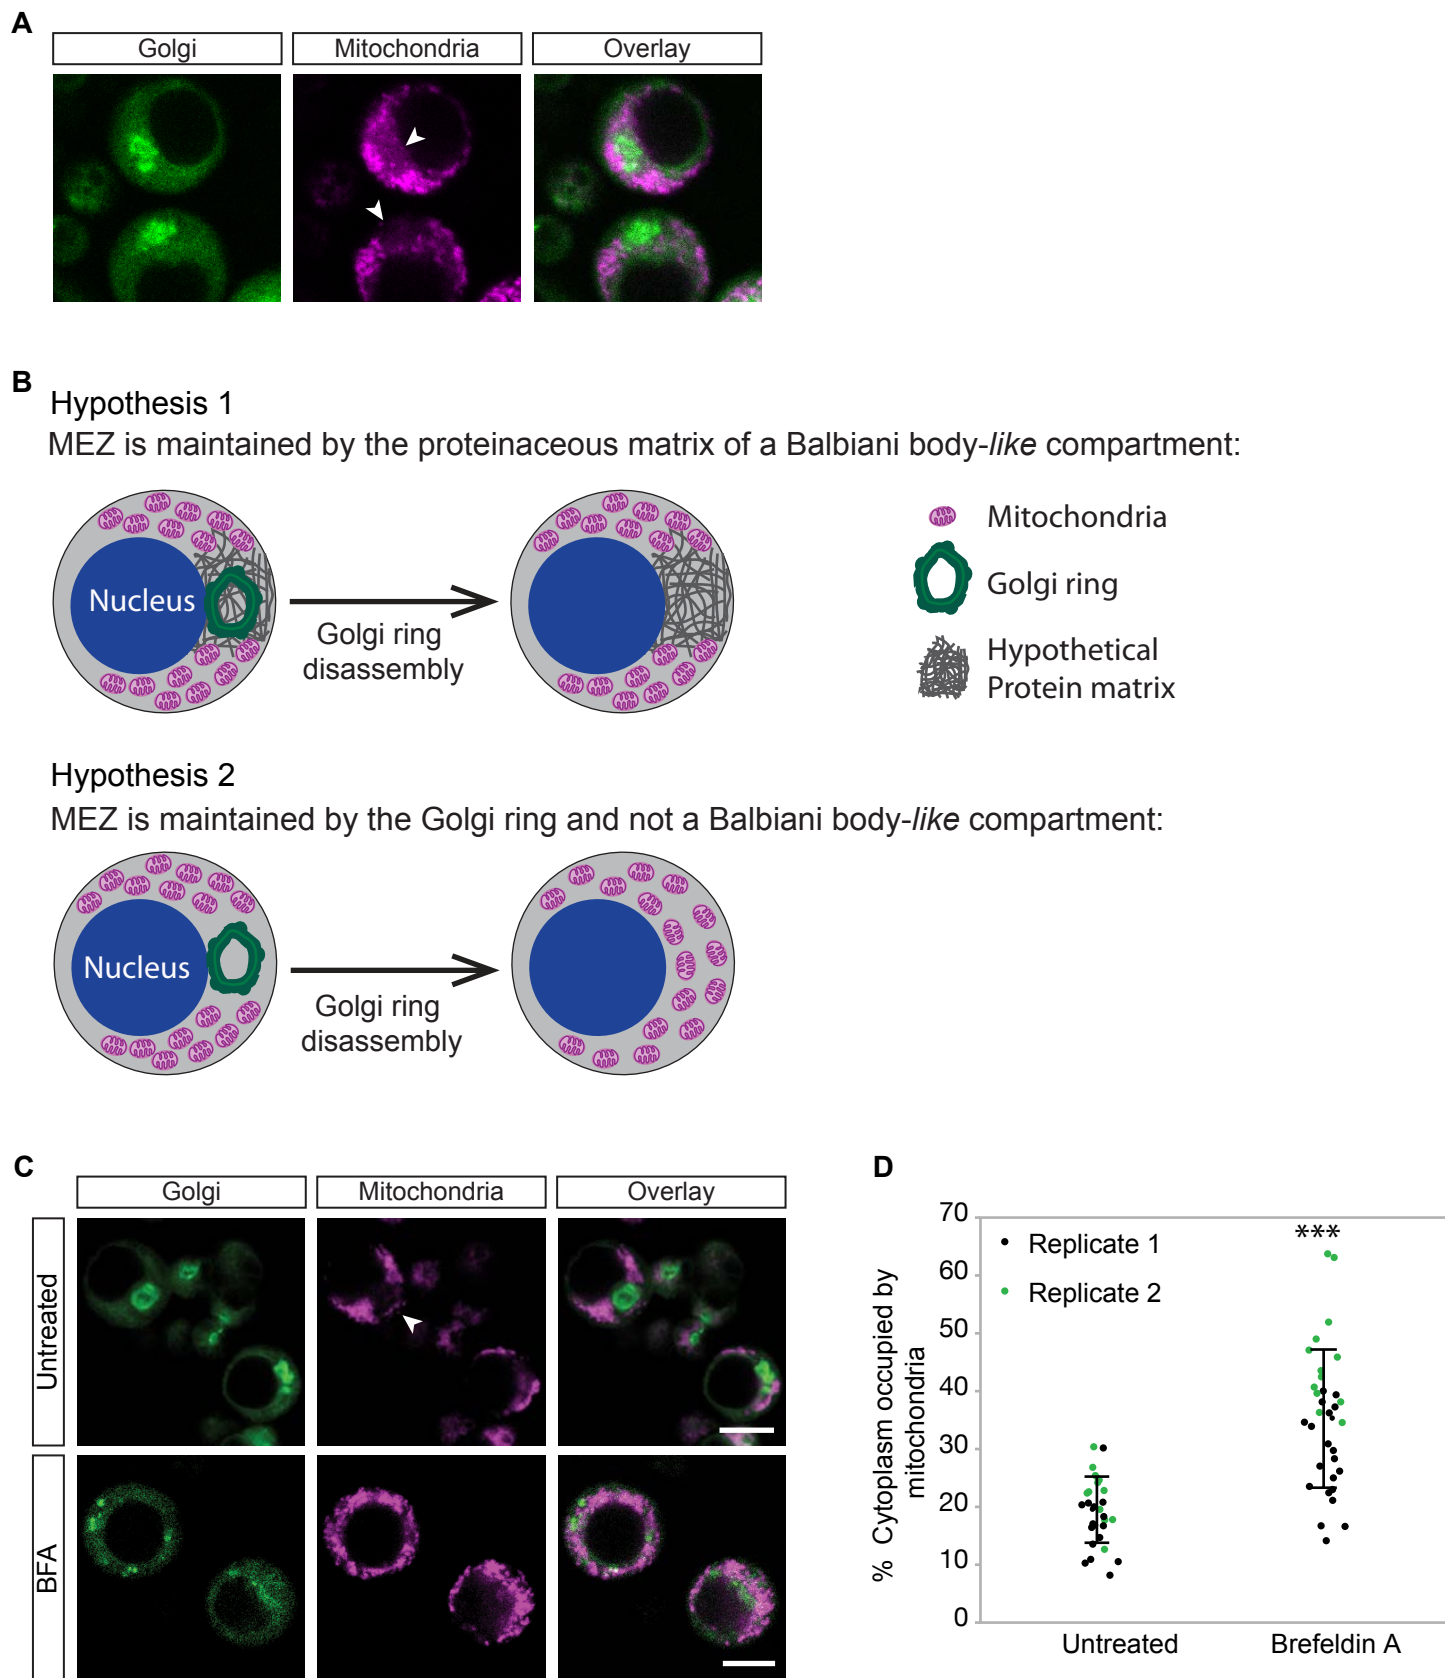 A
Golgi
Mitochondria
Overlay
B
Hypothesis 1
MEZ is maintained by the proteinaceous matrix of a Balbiani body-like compartment:
Nucleus
Golgi ring
disassembly
Mitochondria
Golgi ring
Hypothetical
Protein matrix
Hypothesis 2
MEZ is maintained by the Golgi ring and not a Balbiani body-like compartment:
Nucleus
Golgi ring
disassembly
C
Golgi
Mitochondria
Overlay
Untreated
BFA
D
% Cytoplasm occupied by
mitochondria
70
60
50
40
30
20
10
0
Replicate 1
Replicate 2
***
Untreated
Brefeldin A